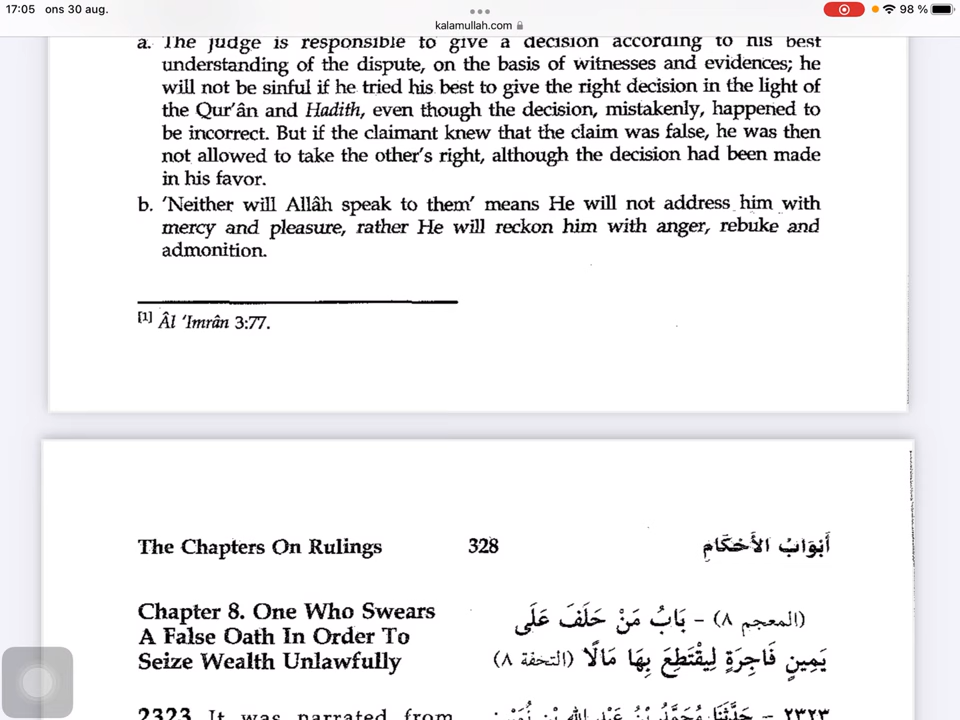 17:05 ons 30 aug.
98 %
kalamullah.com
a. The judge is responsible to give a decision according to his best
understanding of the dispute, on the basis of witnesses and evidences; he
will not be sinful if he tried his best to give the right decision in the light of
the Qur'ân and Hadith, even though the decision, mistakenly, happened to
be incorrect. But if the claimant knew that the claim was false, he was then
not allowed to take the other's right, although the decision had been made
in his favor.
b. 'Neither will Allâh speak to them' means He will not address him with
mercy and pleasure, rather He will reckon him with anger, rebuke and
admonition.
[1] Âl 'Imrân 3:77.
The Chapters On Rulings 328 أَبْوَابُ الأَحْكَامِ
Chapter 8. One Who Swears
A False Oath In Order To
Seize Wealth Unlawfully
(المعجم ٨) - بَابُ مَنْ حَلَفَ عَلَى
يَمِينٍ فَاجِرَةٍ لِيَقْتَطِعَ بِهَا مَالًا (التحفة ٨)
2323 It was narrated from
٢٣٢٣ - حَدَّثَنَا مُحَمَّدُ بْنُ عَبْدِ اللهِ بْنِ نُمَيْرٍ: